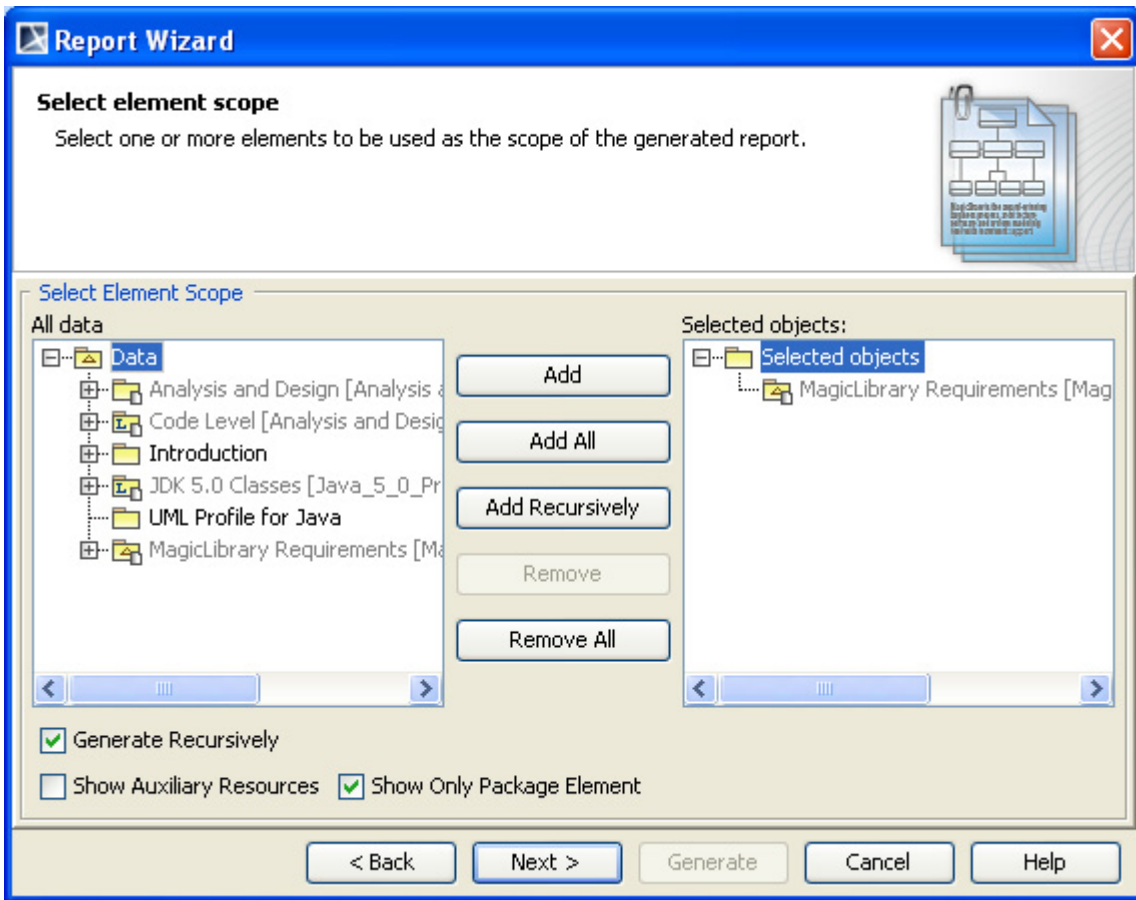 Report Wizard
Select element scope
Select one or more elements to be used as the scope of the generated report.
Select Element Scope
All data
Data
Analysis and Design [Analysis a
Code Level [Analysis and Desig
Introduction
JDK 5.0 Classes [Java_5_0_Pr
UML Profile for Java
MagicLibrary Requirements [Ma
Add
Add All
Add Recursively
Remove
Remove All
Selected objects:
Selected objects
MagicLibrary Requirements [Mag
Generate Recursively
Show Auxiliary Resources
Show Only Package Element
< Back
Next >
Generate
Cancel
Help